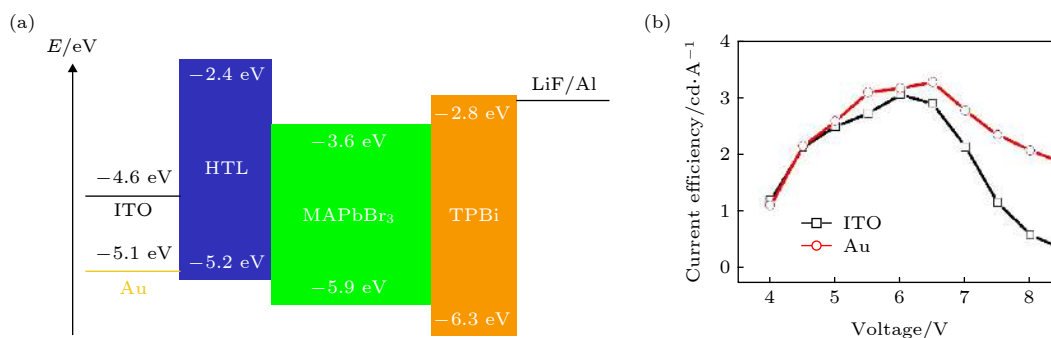 (a)
E/eV
−2.4 eV
HTL
−5.2 eV
−4.6 eV
ITO
−5.1 eV
Au
−3.6 eV
MAPbBr₃
−5.9 eV
−2.8 eV
TPBi
−6.3 eV
LiF/Al
(b)
Current efficiency/cd·A⁻¹
4
3
2
1
0
ITO
Au
4 5 6 7 8
Voltage/V